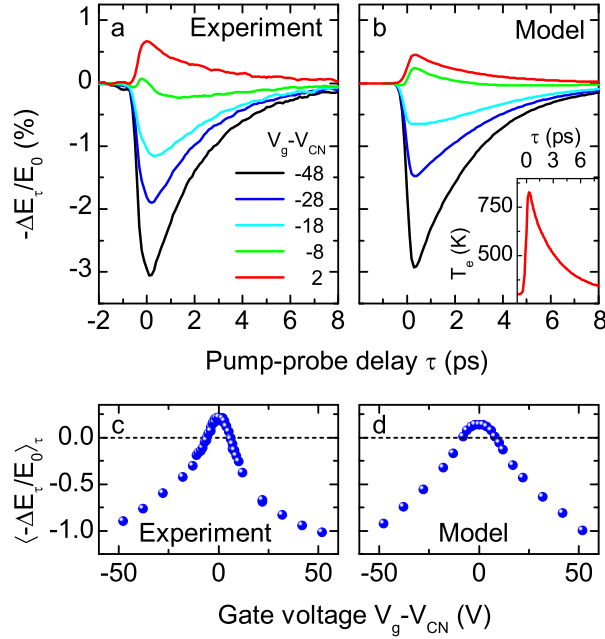 a Experiment
b Model
-ΔE_τ/E_0 (%)
1
0
-1
-2
-3
V_g-V_CN
-48
-28
-18
-8
2
τ (ps)
0 3 6
T_e (K)
750
500
250
-2 0 2 4 6 8
0 2 4 6 8
Pump-probe delay τ (ps)
⟨-ΔE_τ/E_0⟩_τ
0.0
-0.5
-1.0
c
Experiment
d
Model
-50 0 50
-50 0 50
Gate voltage V_g-V_CN (V)